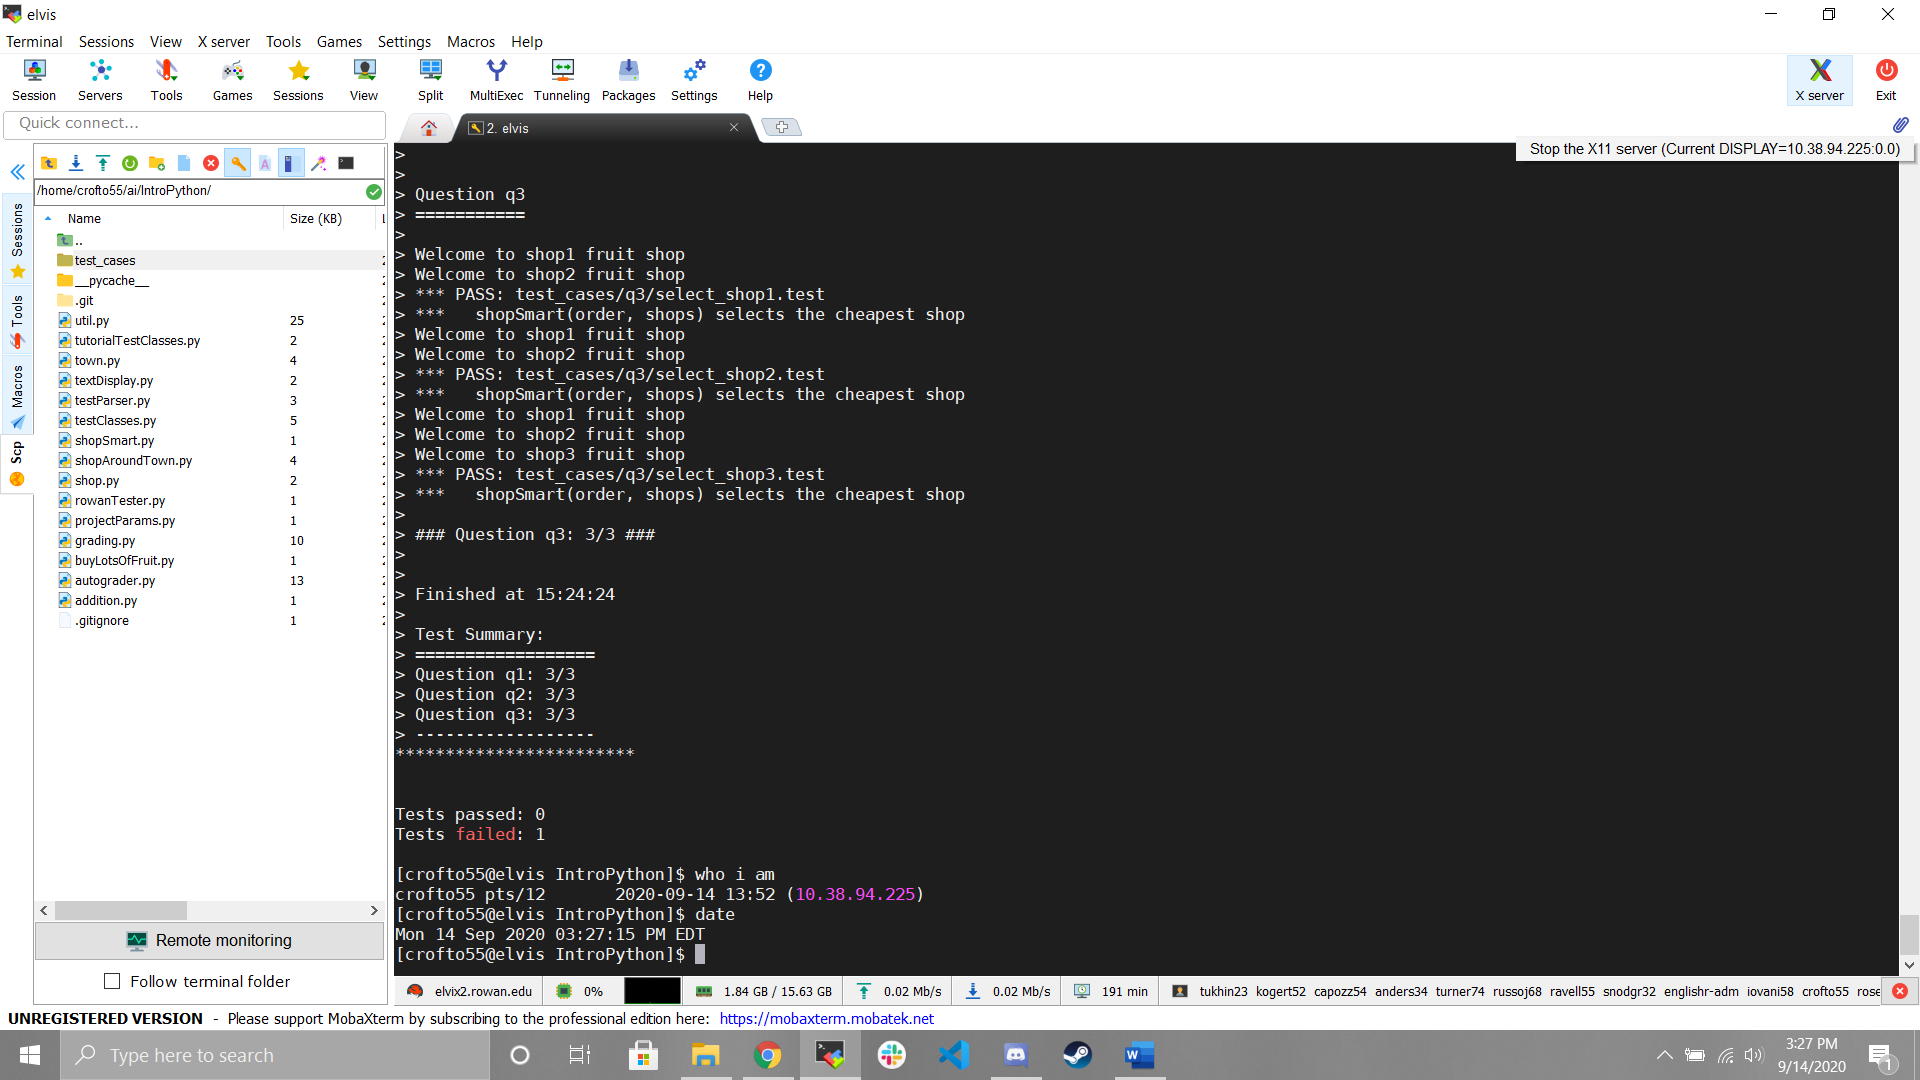 elvis
Terminal Sessions View X server Tools Games Settings Macros Help
Session Servers Tools Games Sessions View Split MultiExec Tunneling Packages Settings Help X server Exit
Quick connect...
2. elvis
Stop the X11 server (Current DISPLAY=10.38.94.225:0.0)
/home/crofto55/ai/IntroPython/
Name Size (KB)
..
test_cases
__pycache__
.git
util.py 25
tutorialTestClasses.py 2
town.py 4
textDisplay.py 2
testParser.py 3
testClasses.py 5
shopSmart.py 1
shopAroundTown.py 4
shop.py 2
rowanTester.py 1
projectParams.py 1
grading.py 10
buyLotsOfFruit.py 1
autograder.py 13
addition.py 1
.gitignore 1
Sessions
Tools
Macros
Scp
Remote monitoring
Follow terminal folder
>
>
> Question q3
> ===========
>
> Welcome to shop1 fruit shop
> Welcome to shop2 fruit shop
> *** PASS: test_cases/q3/select_shop1.test
> ***   shopSmart(order, shops) selects the cheapest shop
> Welcome to shop1 fruit shop
> Welcome to shop2 fruit shop
> *** PASS: test_cases/q3/select_shop2.test
> ***   shopSmart(order, shops) selects the cheapest shop
> Welcome to shop1 fruit shop
> Welcome to shop2 fruit shop
> Welcome to shop3 fruit shop
> *** PASS: test_cases/q3/select_shop3.test
> ***   shopSmart(order, shops) selects the cheapest shop
>
> ### Question q3: 3/3 ###
>
>
> Finished at 15:24:24
>
> Test Summary:
> ==================
> Question q1: 3/3
> Question q2: 3/3
> Question q3: 3/3
> ------------------
************************
Tests passed: 0
Tests failed: 1
[crofto55@elvis IntroPython]$ who i am
crofto55 pts/12       2020-09-14 13:52 (10.38.94.225)
[crofto55@elvis IntroPython]$ date
Mon 14 Sep 2020 03:27:15 PM EDT
[crofto55@elvis IntroPython]$
elvix2.rowan.edu 0% 1.84 GB / 15.63 GB 0.02 Mb/s 0.02 Mb/s 191 min tukhin23 kogert52 capozz54 anders34 turner74 russoj68 ravell55 snodgr32 englishr-adm iovani58 crofto55 rose
UNREGISTERED VERSION - Please support MobaXterm by subscribing to the professional edition here: https://mobaxterm.mobatek.net
Type here to search
3:27 PM
9/14/2020
1